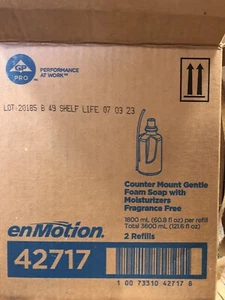 GP
PRO
PERFORMANCE
AT WORK™
LOT-20185 B 49 SHELF LIFE 07 03 23
Counter Mount Gentle
Foam Soap with
Moisturizers
Fragrance Free
1800 mL (60.8 fl oz) per refill
Total 3600 mL (121.6 fl oz)
2 Refills
enMotion.
42717
1 00 73310 42717 8